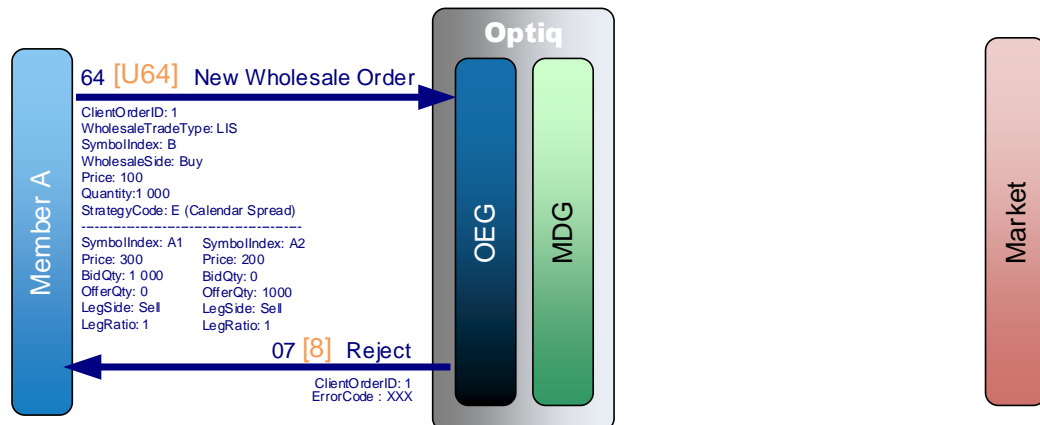 Optiq
Member A
64 [U64] New Wholesale Order
ClientOrderID: 1
WholesaleTradeType: LIS
SymbolIndex: B
WholesaleSide: Buy
Price: 100
Quantity:1 000
StrategyCode: E (Calendar Spread)
--------------------------------------------
SymbolIndex: A1 SymbolIndex: A2
Price: 300 Price: 200
BidQty: 1 000 BidQty: 0
OfferQty: 0 OfferQty: 1000
LegSide: Sell LegSide: Sell
LegRatio: 1 LegRatio: 1
07 [8] Reject
ClientOrderID: 1
ErrorCode : XXX
OEG
MDG
Market